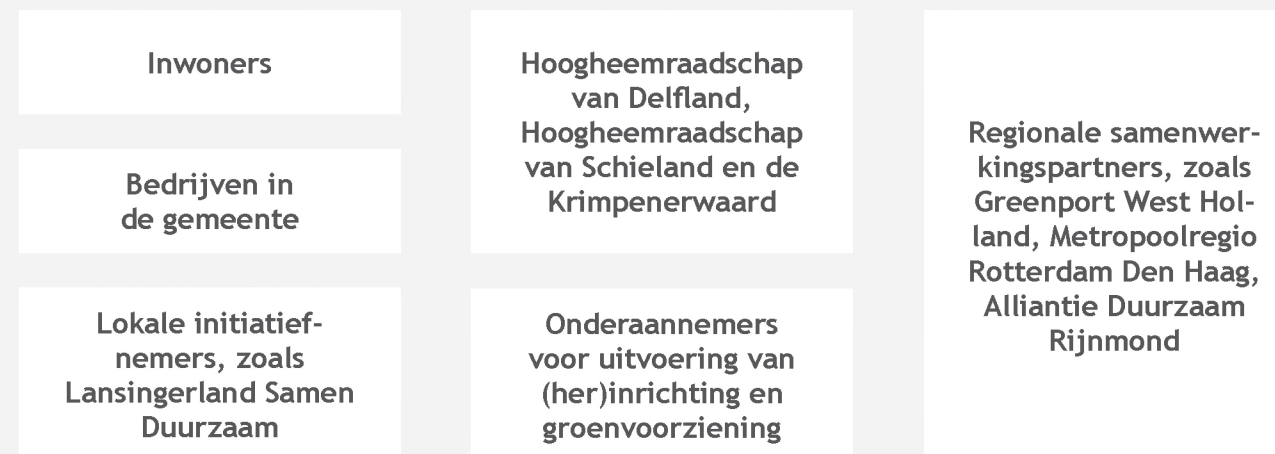 Inwoners
Bedrijven in
de gemeente
Lokale initiatief-
nemers, zoals
Lansingerland Samen
Duurzaam
Hoogheemraadschap
van Delfland,
Hoogheemraadschap
van Schieland en de
Krimpenerwaard
Onderaannemers
voor uitvoering van
(her)inrichting en
groenvoorziening
Regionale samenwer-
kingspartners, zoals
Greenport West Hol-
land, Metropoolregio
Rotterdam Den Haag,
Alliantie Duurzaam
Rijnmond